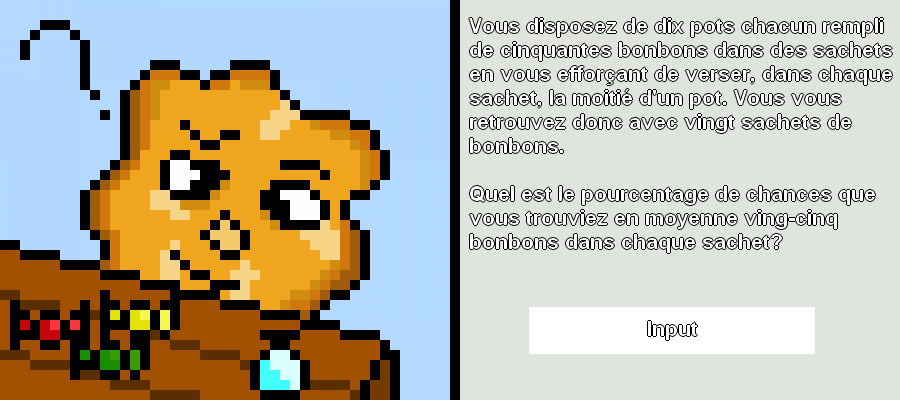 Vous disposez de dix pots chacun rempli
de cinquantes bonbons dans des sachets
en vous efforçant de verser, dans chaque
sachet, la moitié d'un pot. Vous vous
retrouvez donc avec vingt sachets de
bonbons.
Quel est le pourcentage de chances que
vous trouviez en moyenne ving-cinq
bonbons dans chaque sachet?
Input